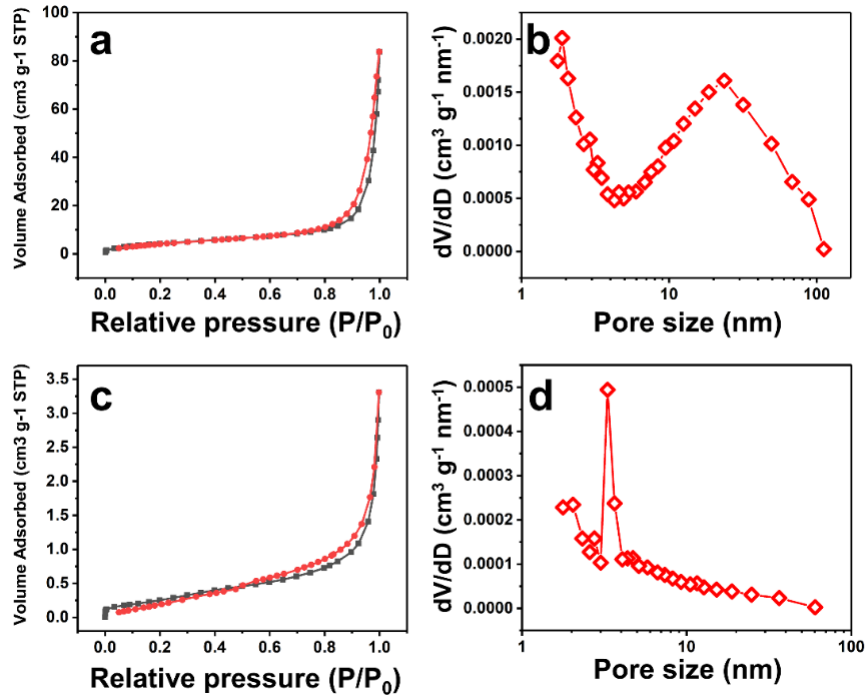 a
Volume Adsorbed (cm3 g-1 STP)
100
80
60
40
20
0
0.0 0.2 0.4 0.6 0.8 1.0
Relative pressure (P/P₀)
b
dV/dD (cm³ g⁻¹ nm⁻¹)
0.0020
0.0015
0.0010
0.0005
0.0000
1 10 100
Pore size (nm)
c
Volume Adsorbed (cm3 g-1 STP)
3.5
3.0
2.5
2.0
1.5
1.0
0.5
0.0
0.0 0.2 0.4 0.6 0.8 1.0
Relative pressure (P/P₀)
d
dV/dD (cm³ g⁻¹ nm⁻¹)
0.0005
0.0004
0.0003
0.0002
0.0001
0.0000
1 10 100
Pore size (nm)